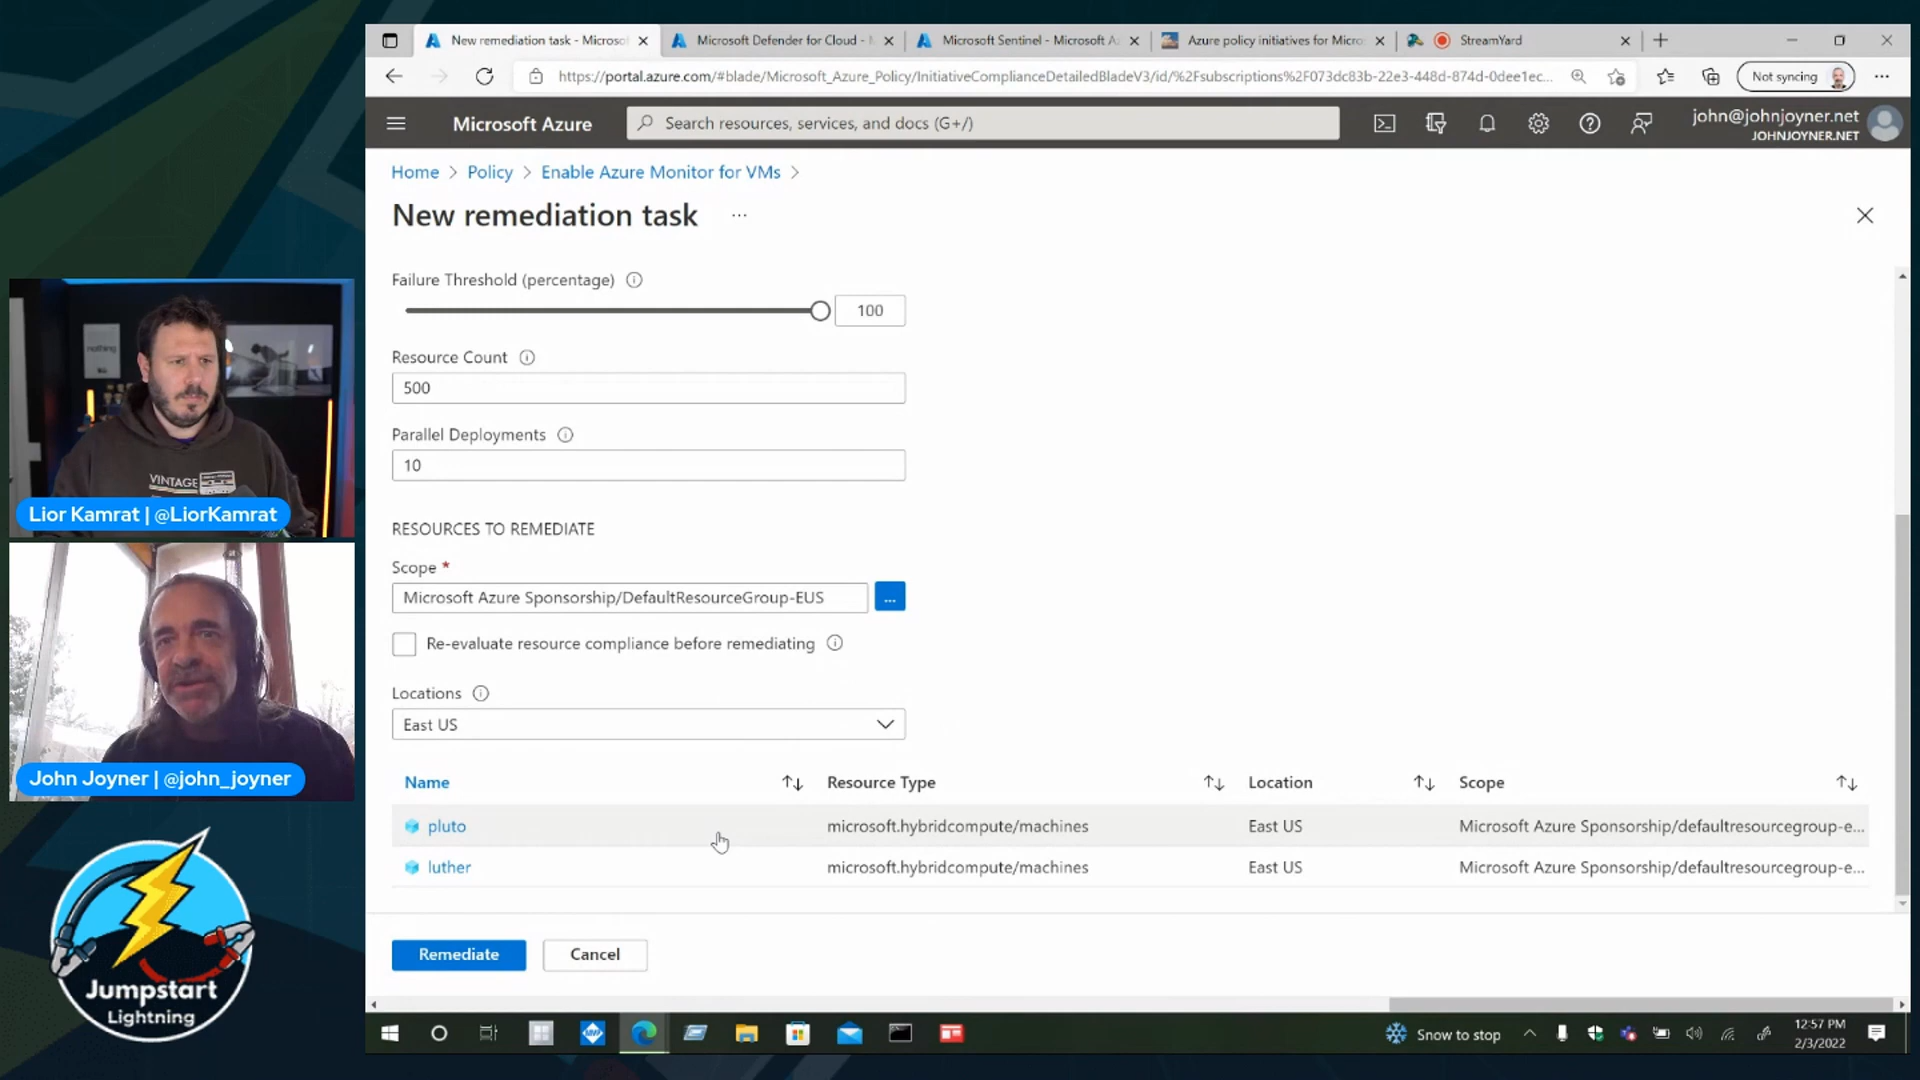 New remediation task - Microso
Microsoft Defender for Cloud -
Microsoft Sentinel - Microsoft A
Azure policy initiatives for Micro
StreamYard
https://portal.azure.com/#blade/Microsoft_Azure_Policy/InitiativeComplianceDetailedBladeV3/id/%2Fsubscriptions%2F073dc83b-22e3-448d-874d-0dee1ec...
Not syncing
Microsoft Azure
Search resources, services, and docs (G+/)
john@johnjoyner.net
JOHNJOYNER.NET
Home > Policy > Enable Azure Monitor for VMs >
New remediation task ...
Failure Threshold (percentage)
100
Resource Count
500
Parallel Deployments
10
RESOURCES TO REMEDIATE
Scope *
Microsoft Azure Sponsorship/DefaultResourceGroup-EUS
...
Re-evaluate resource compliance before remediating
Locations
East US
Name Resource Type Location Scope
pluto microsoft.hybridcompute/machines East US Microsoft Azure Sponsorship/defaultresourcegroup-e...
luther microsoft.hybridcompute/machines East US Microsoft Azure Sponsorship/defaultresourcegroup-e...
Remediate Cancel
Snow to stop
12:57 PM
2/3/2022
nothing
VINTAGE
Lior Kamrat | @LiorKamrat
John Joyner | @john_joyner
Jumpstart
Lightning